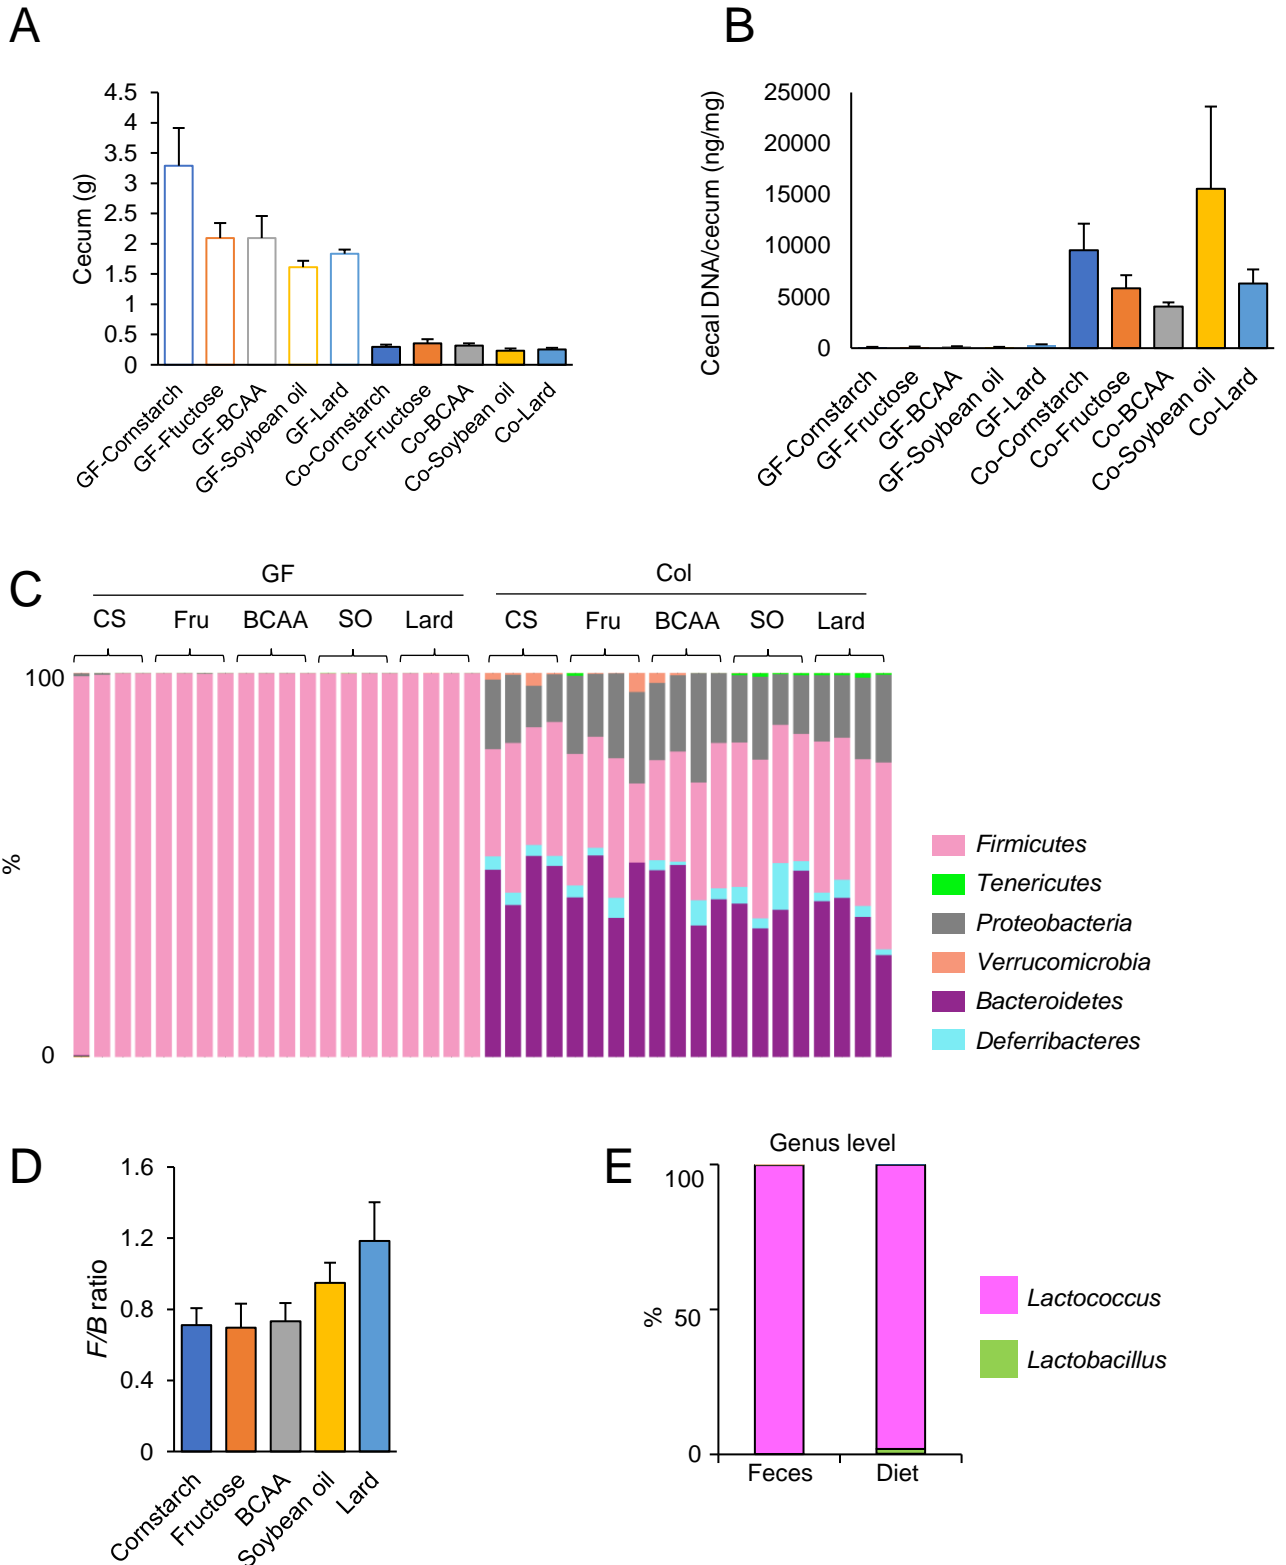 A
4.5
4
3.5
3
2.5
2
1.5
1
0.5
0
Cecum (g)
GF-Cornstarch
GF-Ftuctose
GF-BCAA
GF-Soybean oil
GF-Lard
Co-Cornstarch
Co-Fructose
Co-BCAA
Co-Soybean oil
Co-Lard
B
25000
20000
15000
10000
5000
0
Cecal DNA/cecum (ng/mg)
GF-Cornstarch
GF-Fructose
GF-BCAA
GF-Soybean oil
GF-Lard
Co-Cornstarch
Co-Fructose
Co-BCAA
Co-Soybean oil
Co-Lard
C
GF
Col
CS Fru BCAA SO Lard
CS Fru BCAA SO Lard
100
%
0
Firmicutes
Tenericutes
Proteobacteria
Verrucomicrobia
Bacteroidetes
Deferribacteres
D
1.6
1.2
0.8
0.4
0
F/B ratio
Cornstarch
Fructose
BCAA
Soybean oil
Lard
E
Genus level
100
50
0
%
Feces
Diet
Lactococcus
Lactobacillus